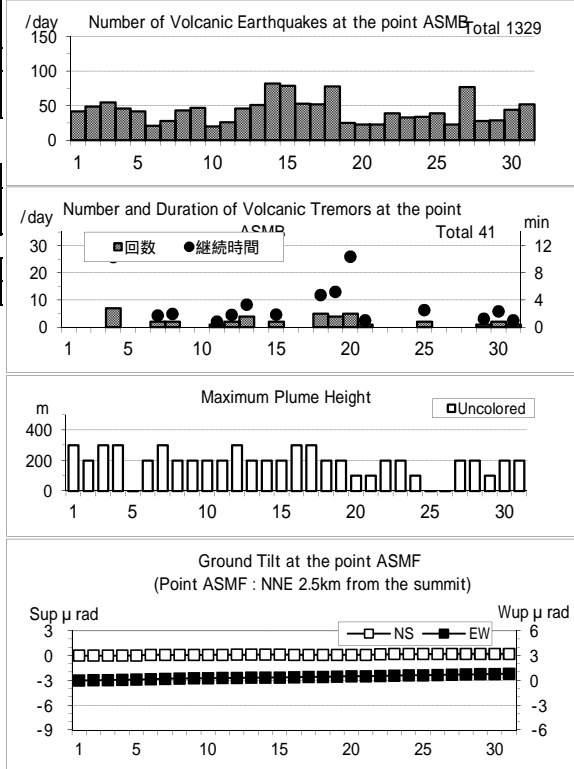 /day Number of Volcanic Earthquakes at the point ASMB Total 1329
150
100
50
0
1 5 10 15 20 25 30
/day Number and Duration of Volcanic Tremors at the point min
ASMB Total 41
回数 ●継続時間
30 12
20 8
10 4
0 0
1 5 10 15 20 25 30
Maximum Plume Height
m Uncolored
400
200
0
1 5 10 15 20 25 30
Ground Tilt at the point ASMF
(Point ASMF : NNE 2.5km from the summit)
Sup μ rad Wup μ rad
NS EW
3 6
0 3
-3 0
-6 -3
-9 -6
1 5 10 15 20 25 30